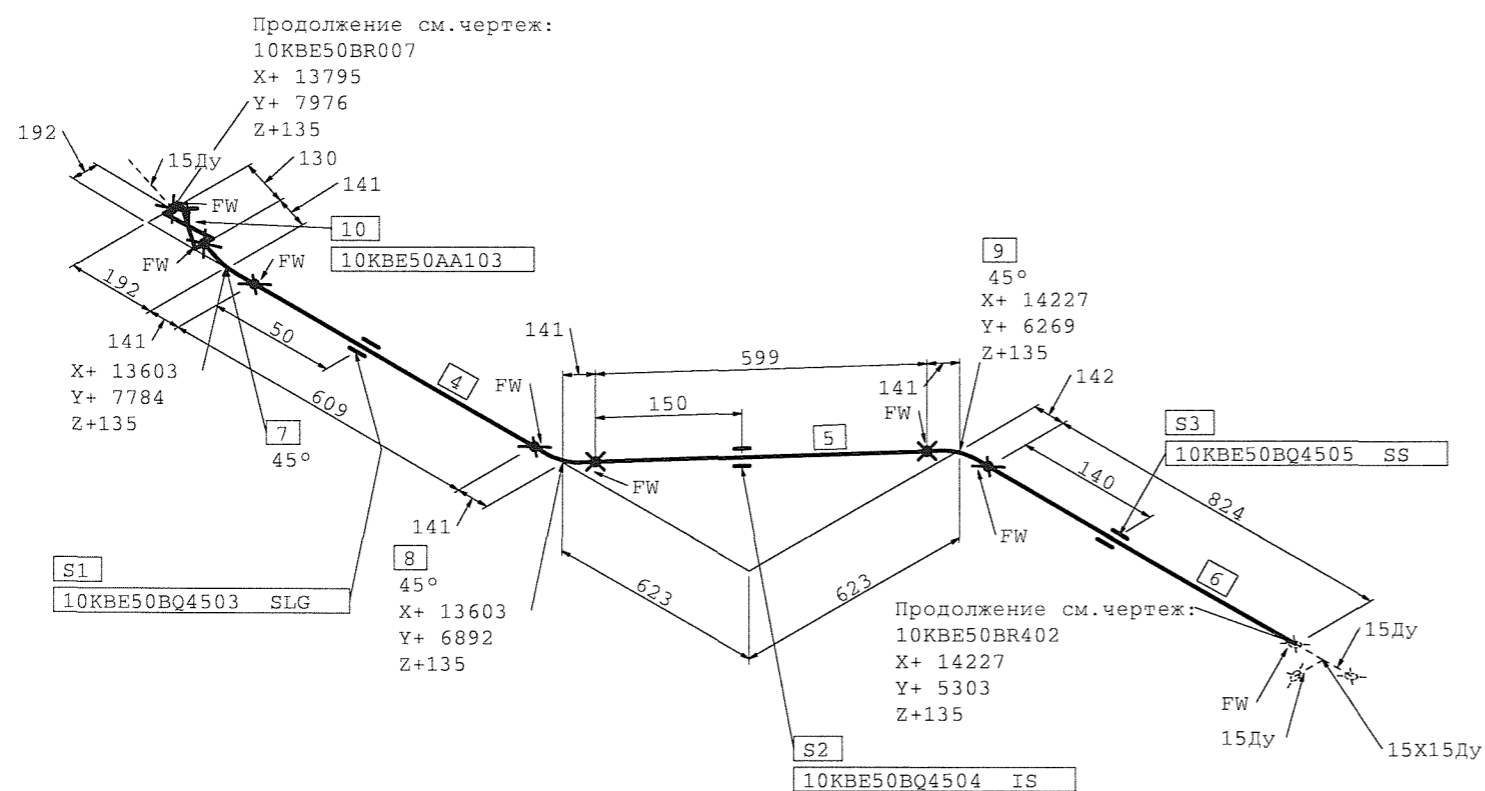 Продолжение см.чертеж:
10KBE50BR007
X+ 13795
Y+ 7976
Z+135
192
15Ду
130
141
FW
10
10KBE50AA103
FW
FW
192
141
50
X+ 13603
Y+ 7784
Z+135
7
45°
609
4
FW
141
599
150
141
FW
5
FW
9
45°
X+ 14227
Y+ 6269
Z+135
142
S3
10KBE50BQ4505 SS
140
824
FW
6
141
8
45°
X+ 13603
Y+ 6892
Z+135
S1
10KBE50BQ4503 SLG
623
623
Продолжение см.чертеж:
10KBE50BR402
X+ 14227
Y+ 5303
Z+135
15Ду
FW
15Ду
15X15Ду
S2
10KBE50BQ4504 IS